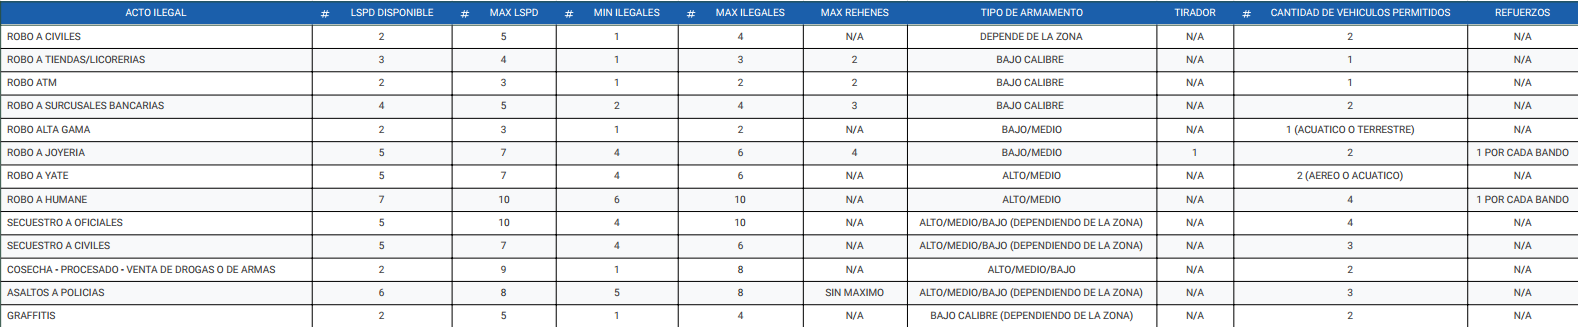 ACTO ILEGAL # LSPD DISPONIBLE # MAX LSPD # MIN ILEGALES # MAX ILEGALES MAX REHENES TIPO DE ARMAMENTO TIRADOR # CANTIDAD DE VEHICULOS PERMITIDOS REFUERZOS
ROBO A CIVILES 2 5 1 4 N/A DEPENDE DE LA ZONA N/A 2 N/A
ROBO A TIENDAS/LICORERIAS 3 4 1 3 2 BAJO CALIBRE N/A 1 N/A
ROBO ATM 2 3 1 2 2 BAJO CALIBRE N/A 1 N/A
ROBO A SURCUSALES BANCARIAS 4 5 2 4 3 BAJO CALIBRE N/A 2 N/A
ROBO ALTA GAMA 2 3 1 2 N/A BAJO/MEDIO N/A 1 (ACUATICO O TERRESTRE) N/A
ROBO A JOYERIA 5 7 4 6 4 BAJO/MEDIO 1 2 1 POR CADA BANDO
ROBO A YATE 5 7 4 6 N/A ALTO/MEDIO N/A 2 (AEREO O ACUATICO) N/A
ROBO A HUMANE 7 10 6 10 N/A ALTO/MEDIO N/A 4 1 POR CADA BANDO
SECUESTRO A OFICIALES 5 10 4 10 N/A ALTO/MEDIO/BAJO (DEPENDIENDO DE LA ZONA) N/A 4 N/A
SECUESTRO A CIVILES 5 7 4 6 N/A ALTO/MEDIO/BAJO (DEPENDIENDO DE LA ZONA) N/A 3 N/A
COSECHA - PROCESADO - VENTA DE DROGAS O DE ARMAS 2 9 1 8 N/A ALTO/MEDIO/BAJO N/A 2 N/A
ASALTOS A POLICIAS 6 8 5 8 SIN MAXIMO ALTO/MEDIO/BAJO (DEPENDIENDO DE LA ZONA) N/A 3 N/A
GRAFFITIS 2 5 1 4 N/A BAJO CALIBRE (DEPENDIENDO DE LA ZONA) N/A 2 N/A